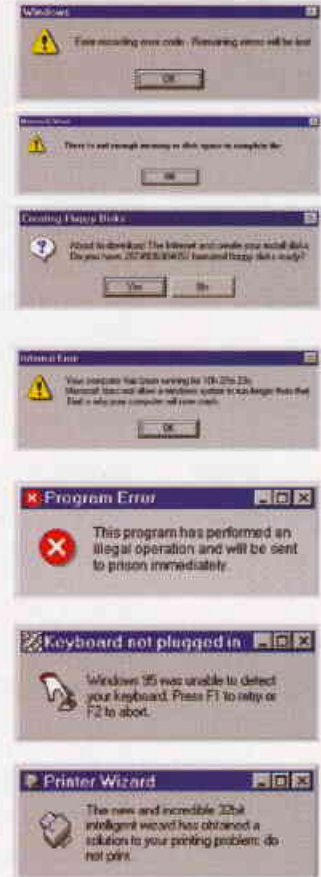 Windows
Error recording error code. Remaining errors will be lost
OK
Microsoft Word
There is not enough memory or disk space to complete the
OK
Creating Floppy Disks
About to download The Internet and create your install disks.
Do you have formatted floppy disks ready?
Yes
No
Internal Error
Your computer has been running for 10h
Microsoft does not allow a windows system to run longer than that
That is why your computer will now crash.
OK
Program Error
This program has performed an
illegal operation and will be sent
to prison immediately.
Keyboard not plugged in
Windows 95 was unable to detect
your keyboard. Press F1 to retry or
F2 to abort.
Printer Wizard
The new and incredible 32bit
intelligent wizard has obtained a
solution to your printing problem: do
not print